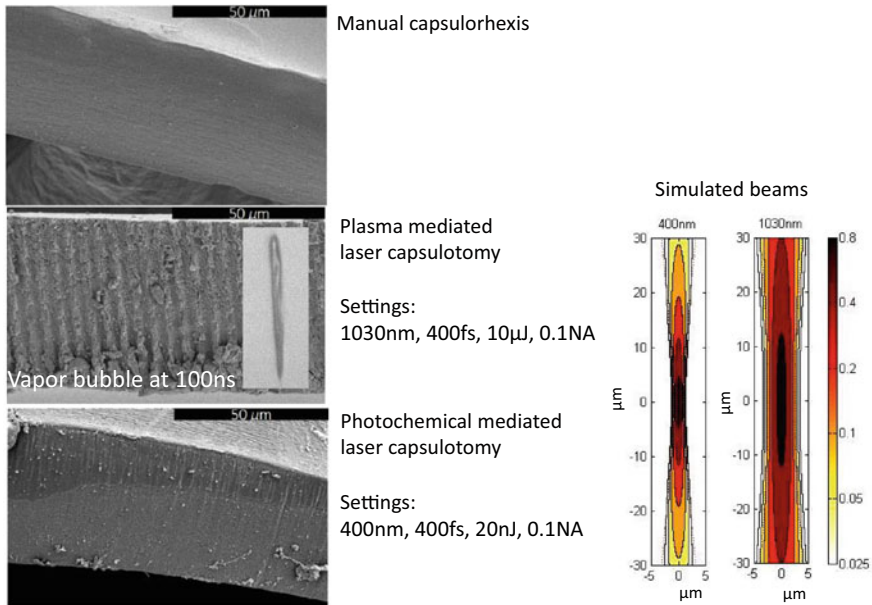 50 µm
Manual capsulorhexis
50 µm
Plasma mediated
laser capsulotomy
Settings:
1030nm, 400fs, 10µJ, 0.1NA
Vapor bubble at 100ns
50 µm
Photochemical mediated
laser capsulotomy
Settings:
400nm, 400fs, 20nJ, 0.1NA
Simulated beams
400nm
1030nm
30
20
10
0
-10
-20
-30
µm
-5 0 5
µm
30
20
10
0
-10
-20
-30
µm
-5 0 5
µm
0.8
0.4
0.2
0.1
0.05
0.025